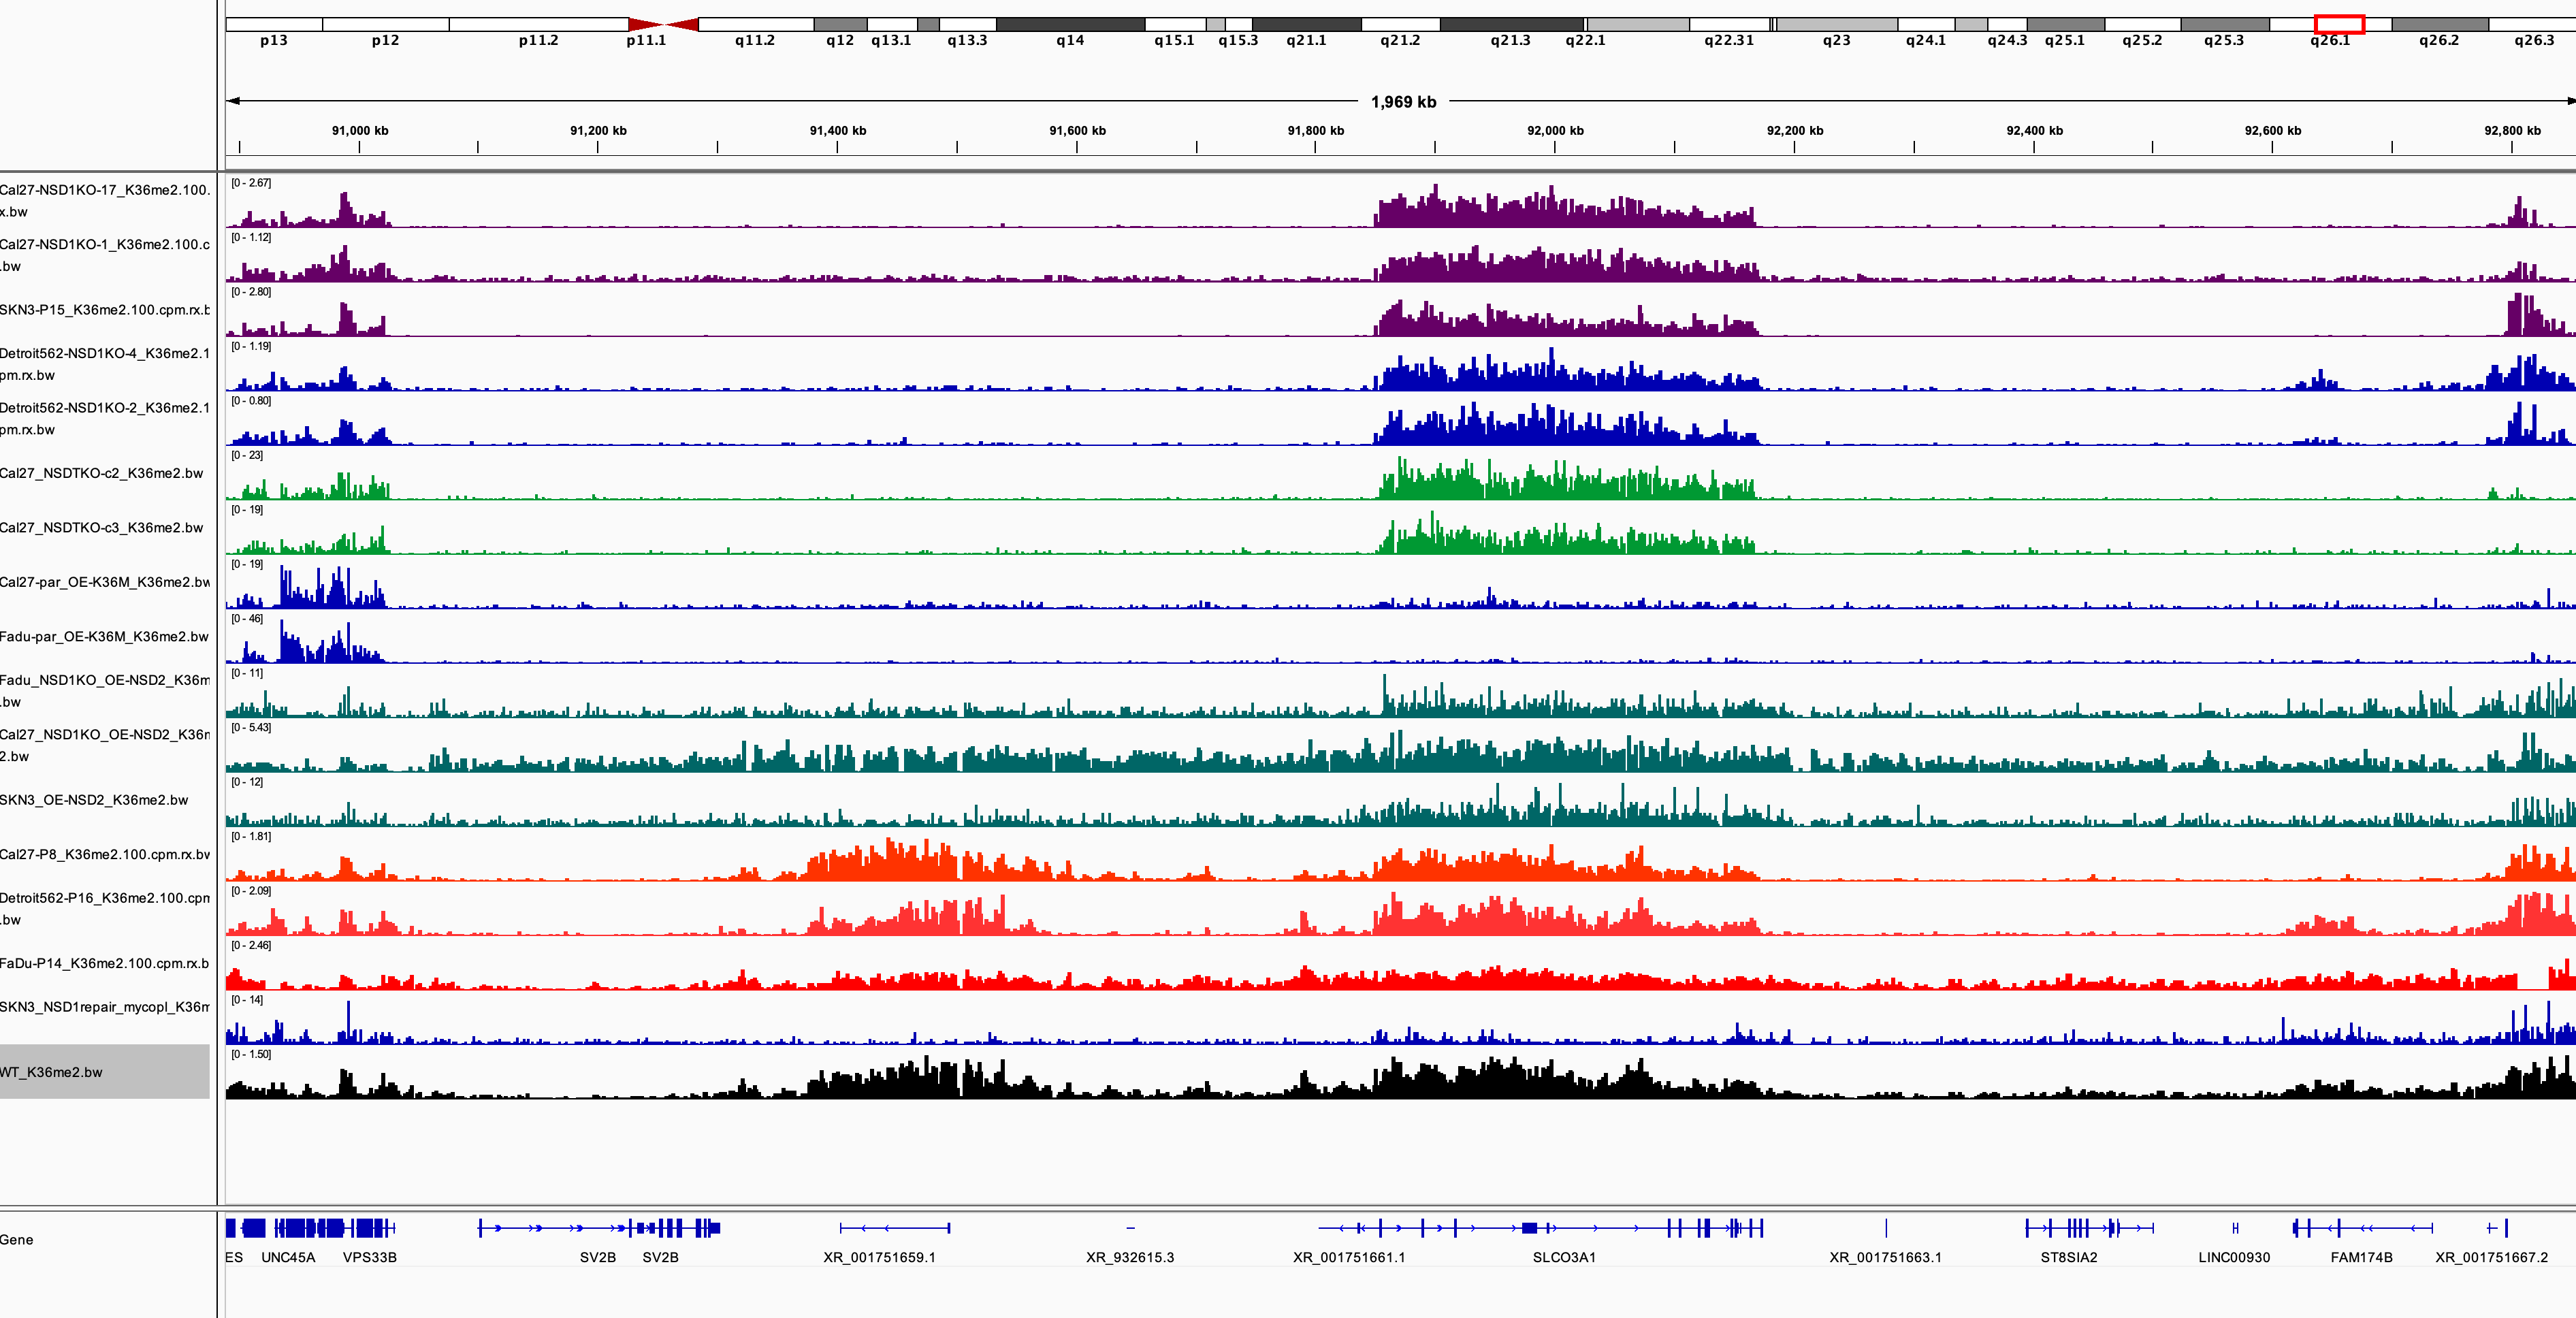 p13 p12 p11.2 p11.1 q11.2 q12 q13.1 q13.3 q14 q15.1 q15.3 q21.1 q21.2 q21.3 q22.1 q22.31 q23 q24.1 q24.3 q25.1 q25.2 q25.3 q26.1 q26.2 q26.3
1,969 kb
91,000 kb 91,200 kb 91,400 kb 91,600 kb 91,800 kb 92,000 kb 92,200 kb 92,400 kb 92,600 kb 92,800 kb
[0 - 2.67]
Cal27-NSD1KO-17_K36me2.100.
x.bw
[0 - 1.12]
Cal27-NSD1KO-1_K36me2.100.c
.bw
[0 - 2.80]
SKN3-P15_K36me2.100.cpm.rx.b
[0 - 1.19]
Detroit562-NSD1KO-4_K36me2.1
pm.rx.bw
[0 - 0.80]
Detroit562-NSD1KO-2_K36me2.1
pm.rx.bw
[0 - 23]
Cal27_NSDTKO-c2_K36me2.bw
[0 - 19]
Cal27_NSDTKO-c3_K36me2.bw
[0 - 19]
Cal27-par_OE-K36M_K36me2.bw
[0 - 46]
Fadu-par_OE-K36M_K36me2.bw
[0 - 11]
Fadu_NSD1KO_OE-NSD2_K36m
.bw
[0 - 5.43]
Cal27_NSD1KO_OE-NSD2_K36m
2.bw
[0 - 12]
SKN3_OE-NSD2_K36me2.bw
[0 - 1.81]
Cal27-P8_K36me2.100.cpm.rx.bw
[0 - 2.09]
Detroit562-P16_K36me2.100.cpm
.bw
[0 - 2.46]
FaDu-P14_K36me2.100.cpm.rx.b
[0 - 14]
SKN3_NSD1repair_mycopl_K36m
[0 - 1.50]
WT_K36me2.bw
Gene
ES UNC45A VPS33B SV2B SV2B XR_001751659.1 XR_932615.3 XR_001751661.1 SLCO3A1 XR_001751663.1 ST8SIA2 LINC00930 FAM174B XR_001751667.2